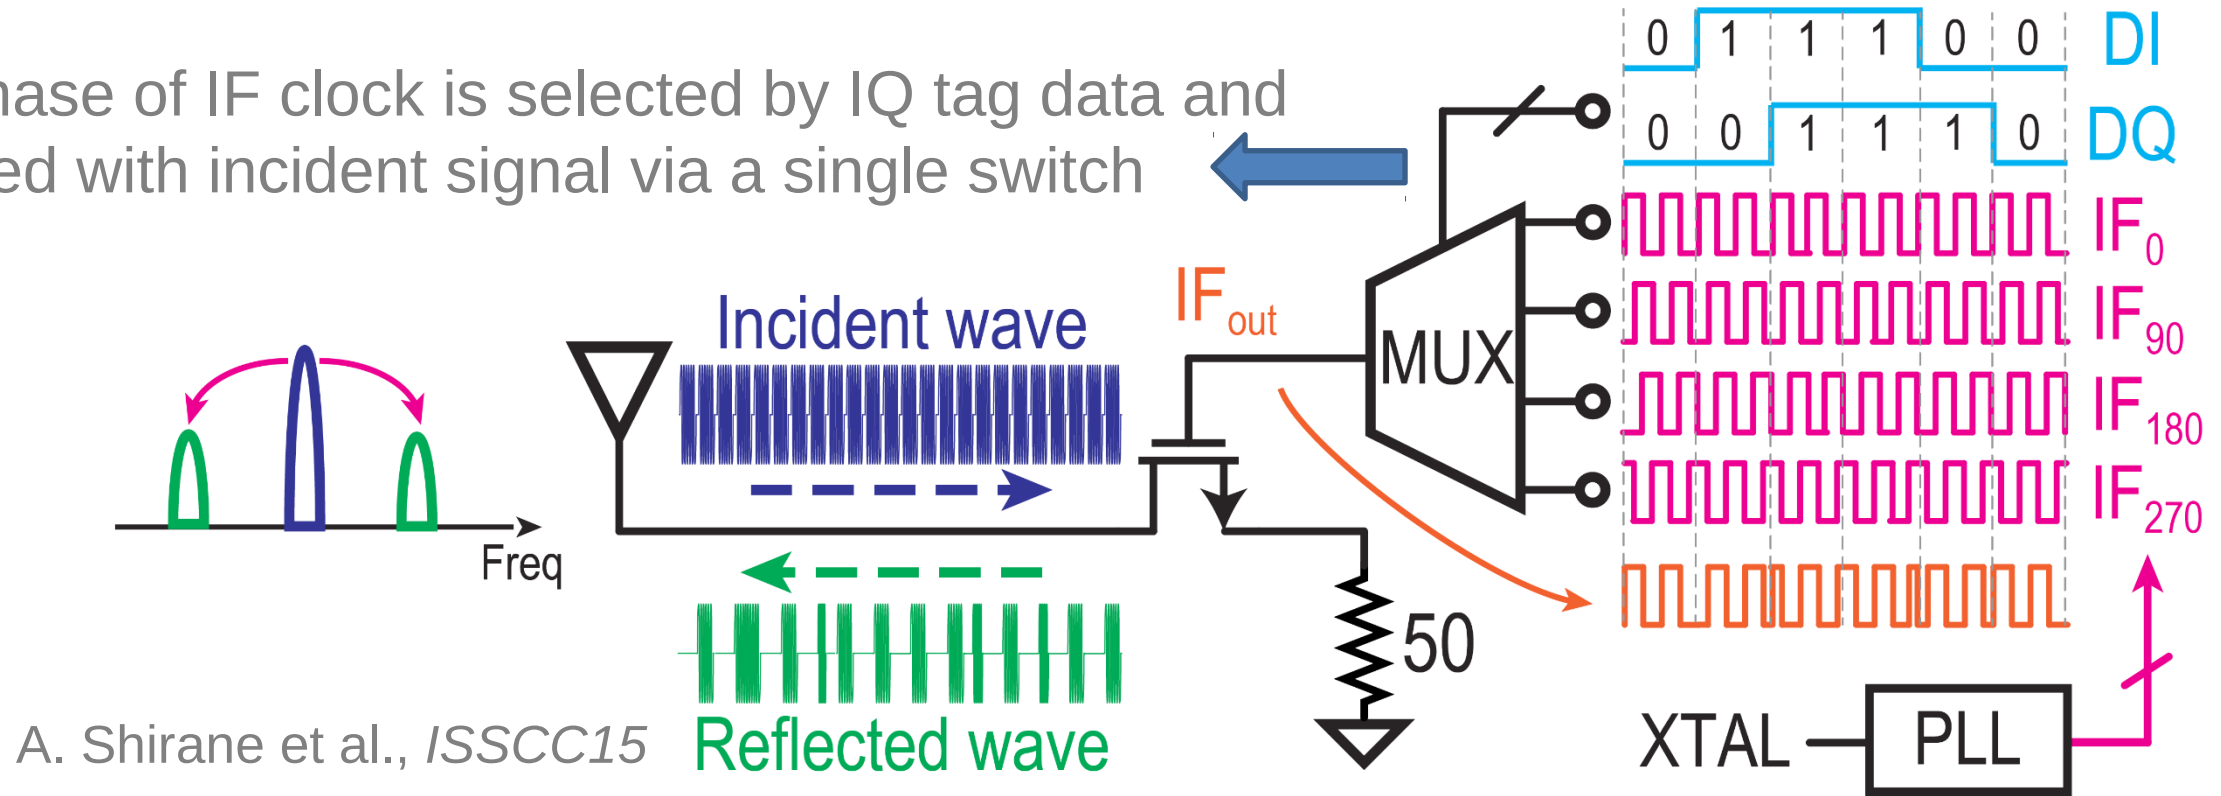 0 1 1 1 0 0 DI
hase of IF clock is selected by IQ tag data and
0 0 1 1 1 0 DQ
ed with incident signal via a single switch
IF0
IFout
IF90
Incident wave
MUX
IF180
IF270
Freq
50
Reflected wave
A. Shirane et al., ISSCC15
XTAL
PLL